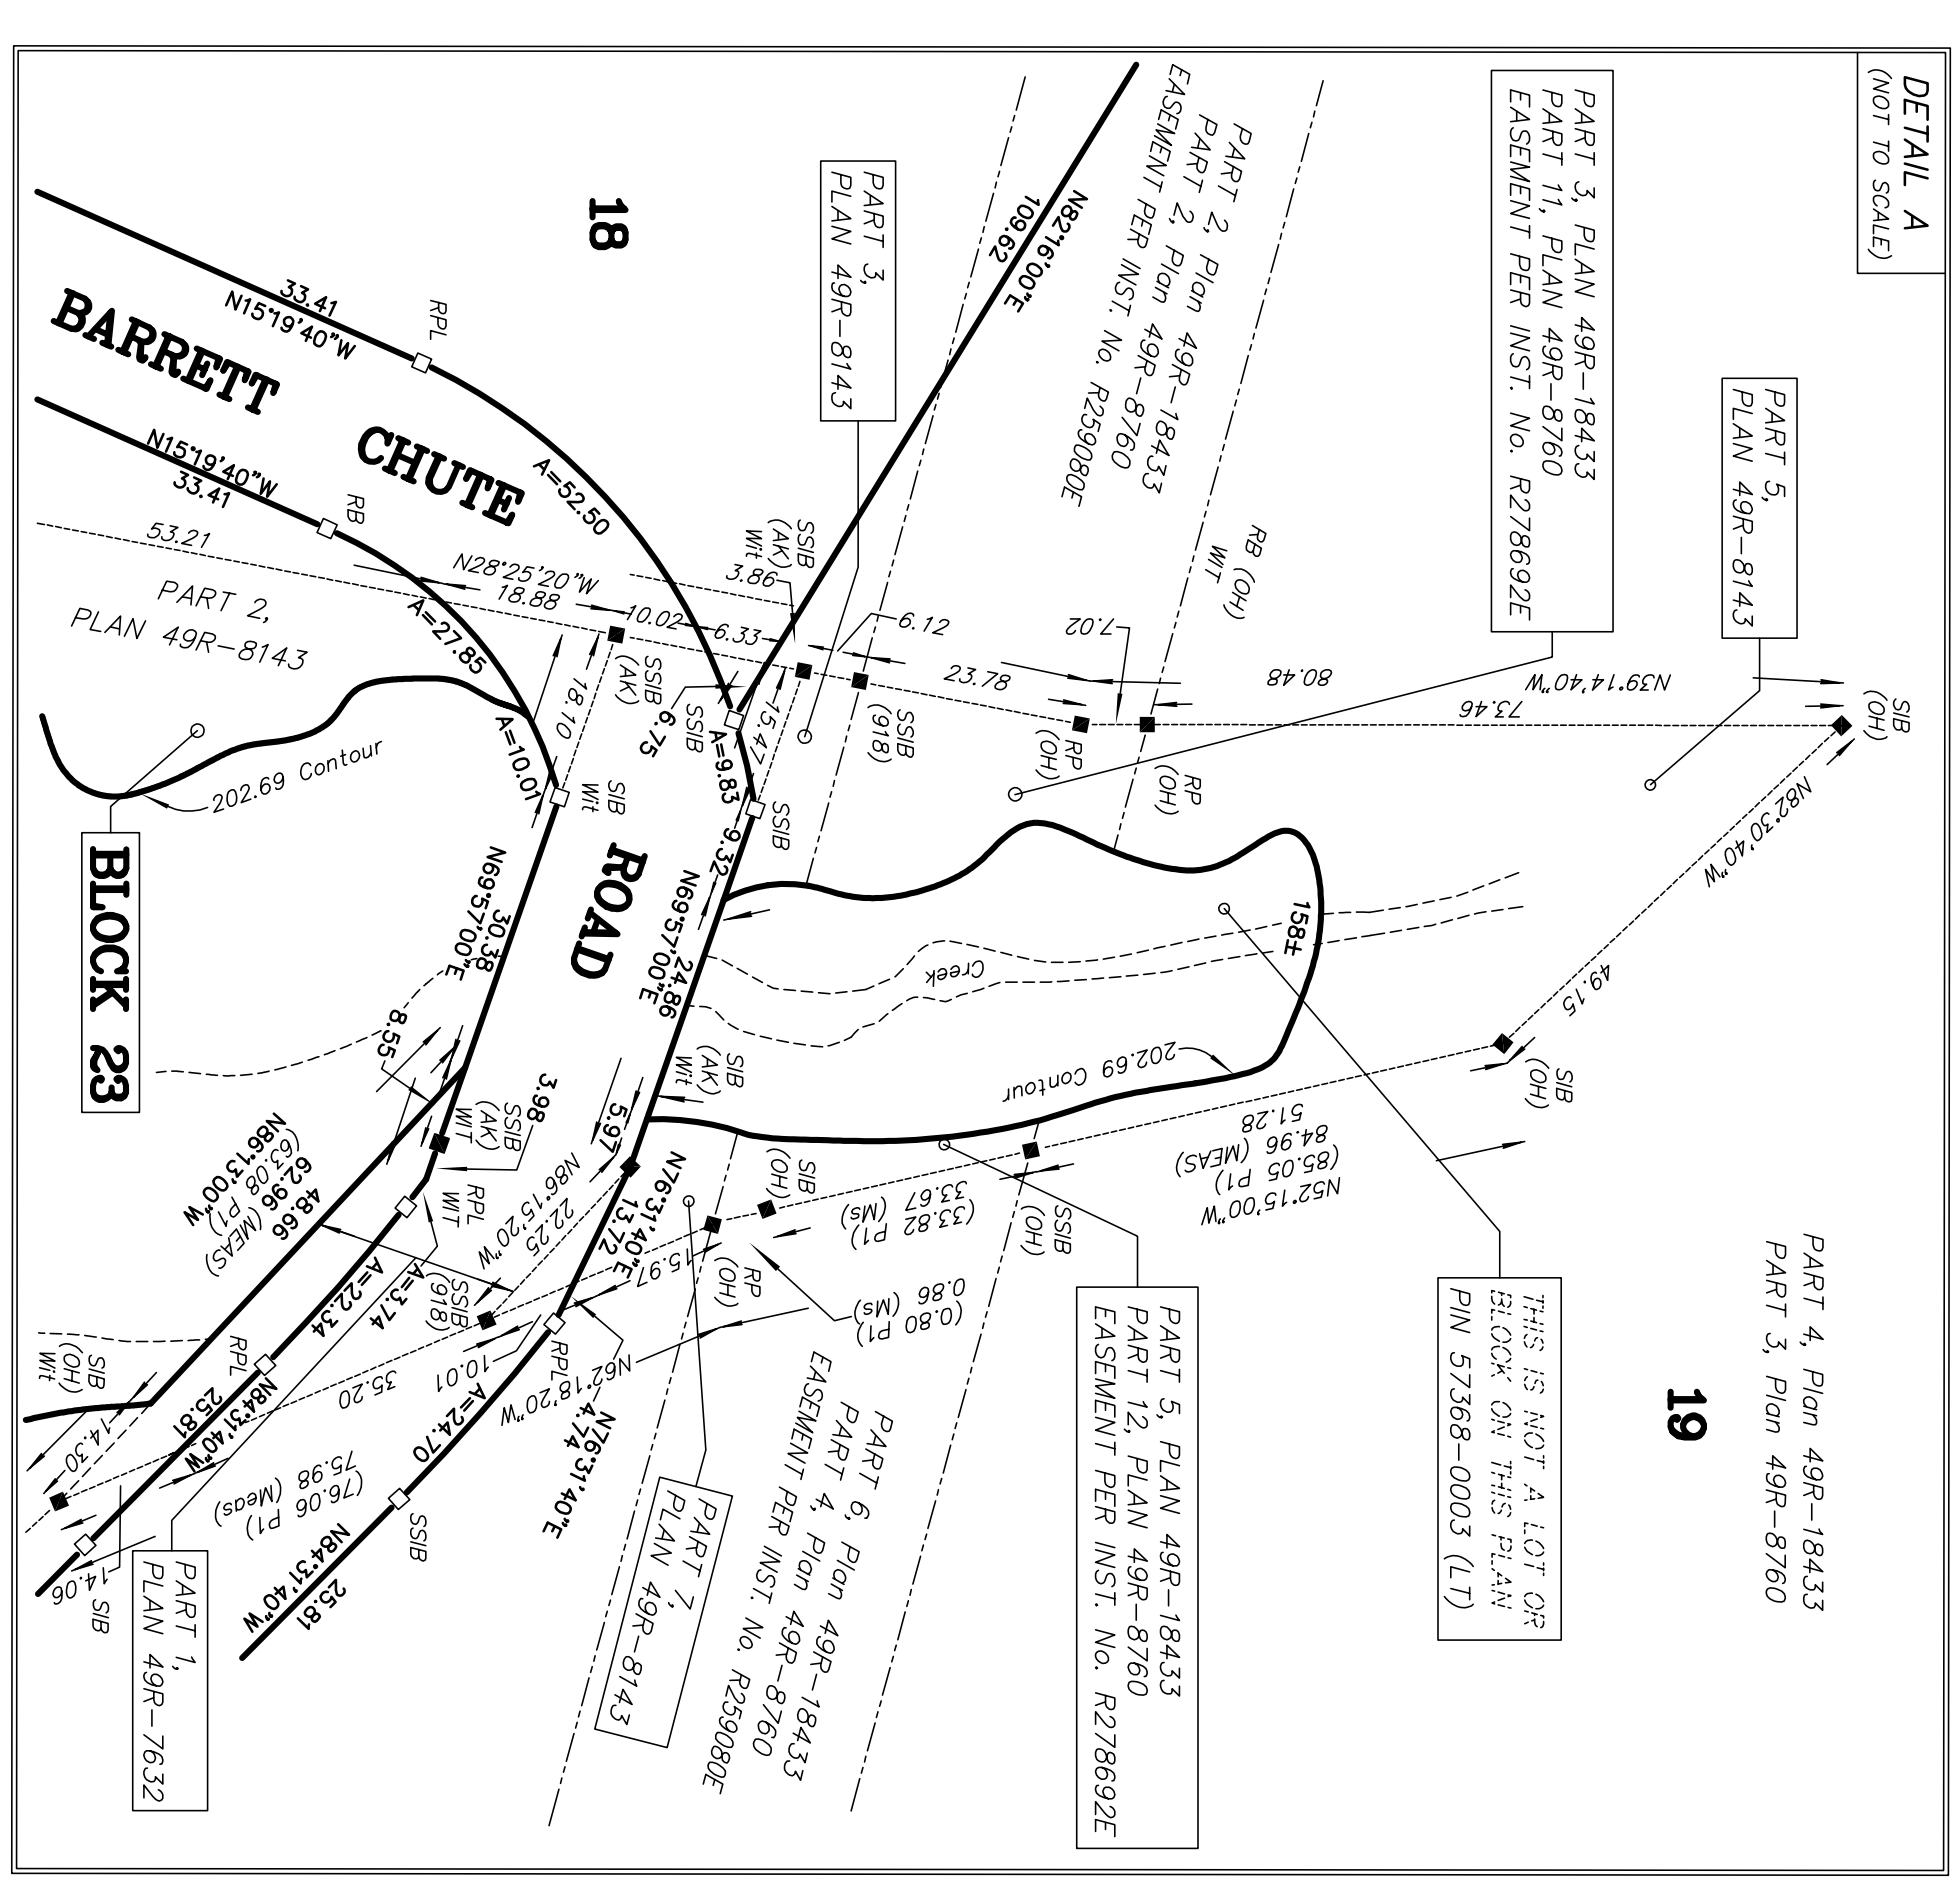 DETAIL A
(NOT TO SCALE)
PART 5,
PLAN 49R-8143
PART 3, PLAN 49R-18433
PART 11, PLAN 49R-8760
EASEMENT PER INST. No. R278692E
PART 2, Plan 49R-18433
PART 2, Plan 49R-8760
EASEMENT PER INST. No. R259080E
N82°16'00"E
109.62
PART 3,
PLAN 49R-8143
18
RPL
33.41
N15°19'40"W
BARRETT
CHUTE
ROAD
N15°19'40"W
33.41
RB
A=52.50
53.21
N28°25'20"W
18.88
PART 2,
PLAN 49R-8143
A=27.85
10.02
6.33
SSIB
(AK)
Wit
3.86
6.12
SSIB
(918)
23.78
7.02
RB (OH)
WIT
RP
(OH)
RP
(OH)
80.48
N39°14'40"W
73.46
SIB
(OH)
N82°30'40"W
49.15
SIB
(OH)
SSIB
(AK)
18.10
6.75
SSIB
15.47
A=9.83
SSIB
9.32
A=10.01
SIB
Wit
202.69 Contour
BLOCK 23
30.38
N69°57'00"E
24.86
N69°57'00"E
Creek
158±
202.69 Contour
51.28
84.96 (MEAS)
(85.05 P1)
N52°15'00"W
8.55
3.98
SSIB
(AK)
WIT
SIB
(AK)
Wit
5.97
RPL
WIT
N86°15'20"W
22.25
N76°31'40"E
13.72
SIB
(OH)
33.67 (Ms)
(33.82 P1)
SSIB
(OH)
RP
(OH)
15.97
0.86 (Ms)
(0.80 P1)
48.66
62.96 (MEAS)
(63.08 P1)
N86°13'00"W
A=22.34
A=3.74
SSIB
(918)
RPL
10.01
N62°18'20"W
N76°31'40"E
4.74
RPL
35.20
A=24.70
SIB
(OH)
Wit
N84°31'40"W
25.81
14.30
75.98 (Meas)
(76.06 P1)
SSIB
N84°31'40"W
25.81
14.06
SIB
PART 1,
PLAN 49R-7632
PART 7,
PLAN 49R-8143
PART 6, Plan 49R-18433
PART 4, Plan 49R-8760
EASEMENT PER INST. No. R259080E
PART 5, PLAN 49R-18433
PART 12, PLAN 49R-8760
EASEMENT PER INST. No. R278692E
THIS IS NOT A LOT OR
BLOCK ON THIS PLAN
PIN 57368-0003 (LT)
19
PART 4, Plan 49R-18433
PART 3, Plan 49R-8760